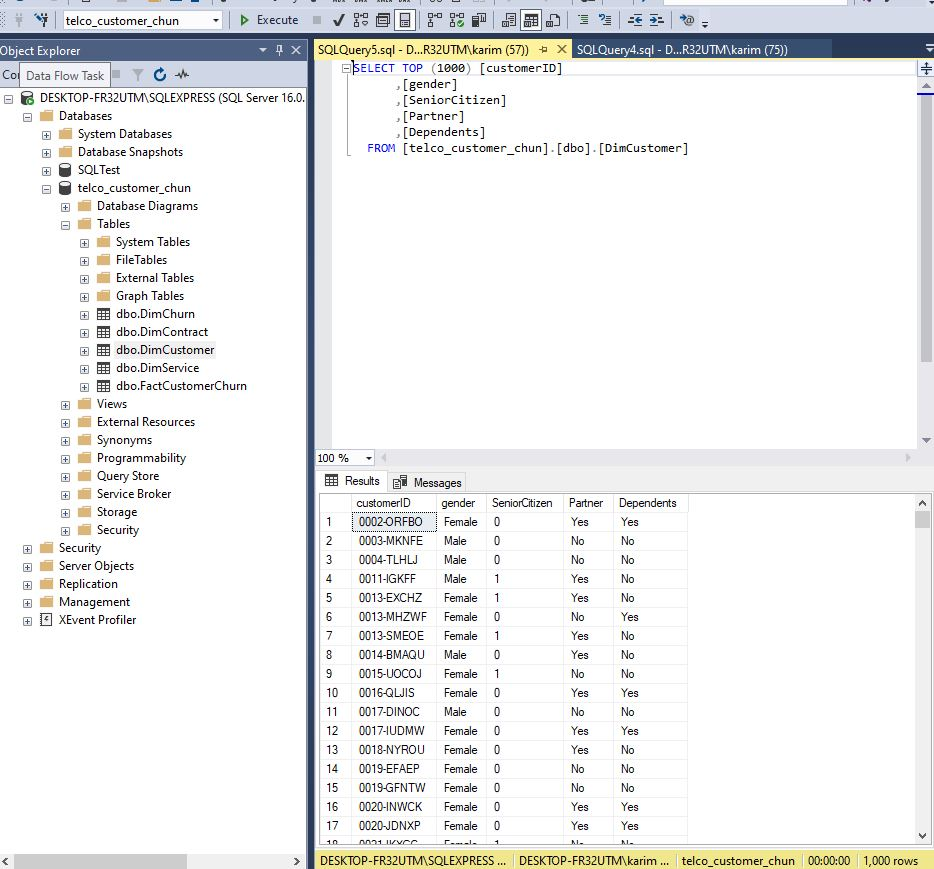 telco_customer_chun
Execute
Object Explorer
Data Flow Task
DESKTOP-FR32UTM\SQLEXPRESS (SQL Server 16.0.
Databases
System Databases
Database Snapshots
SQLTest
telco_customer_chun
Database Diagrams
Tables
System Tables
FileTables
External Tables
Graph Tables
dbo.DimChurn
dbo.DimContract
dbo.DimCustomer
dbo.DimService
dbo.FactCustomerChurn
Views
External Resources
Synonyms
Programmability
Query Store
Service Broker
Storage
Security
Security
Server Objects
Replication
Management
XEvent Profiler
SQLQuery5.sql - D...R32UTM\karim (57)) SQLQuery4.sql - D...R32UTM\karim (75))
SELECT TOP (1000) [customerID]
,[gender]
,[SeniorCitizen]
,[Partner]
,[Dependents]
FROM [telco_customer_chun].[dbo].[DimCustomer]
100 %
Results Messages
customerID gender SeniorCitizen Partner Dependents
1 0002-ORFBO Female 0 Yes Yes
2 0003-MKNFE Male 0 No No
3 0004-TLHLJ Male 0 No No
4 0011-IGKFF Male 1 Yes No
5 0013-EXCHZ Female 1 Yes No
6 0013-MHZWF Female 0 No Yes
7 0013-SMEOE Female 1 Yes No
8 0014-BMAQU Male 0 Yes No
9 0015-UOCOJ Female 1 No No
10 0016-QLJIS Female 0 Yes Yes
11 0017-DINOC Male 0 No No
12 0017-IUDMW Female 0 Yes Yes
13 0018-NYROU Female 0 Yes No
14 0019-EFAEP Female 0 No No
15 0019-GFNTW Female 0 No No
16 0020-INWCK Female 0 Yes Yes
17 0020-JDNXP Female 0 Yes Yes
DESKTOP-FR32UTM\SQLEXPRESS ... DESKTOP-FR32UTM\karim ... telco_customer_chun 00:00:00 1,000 rows